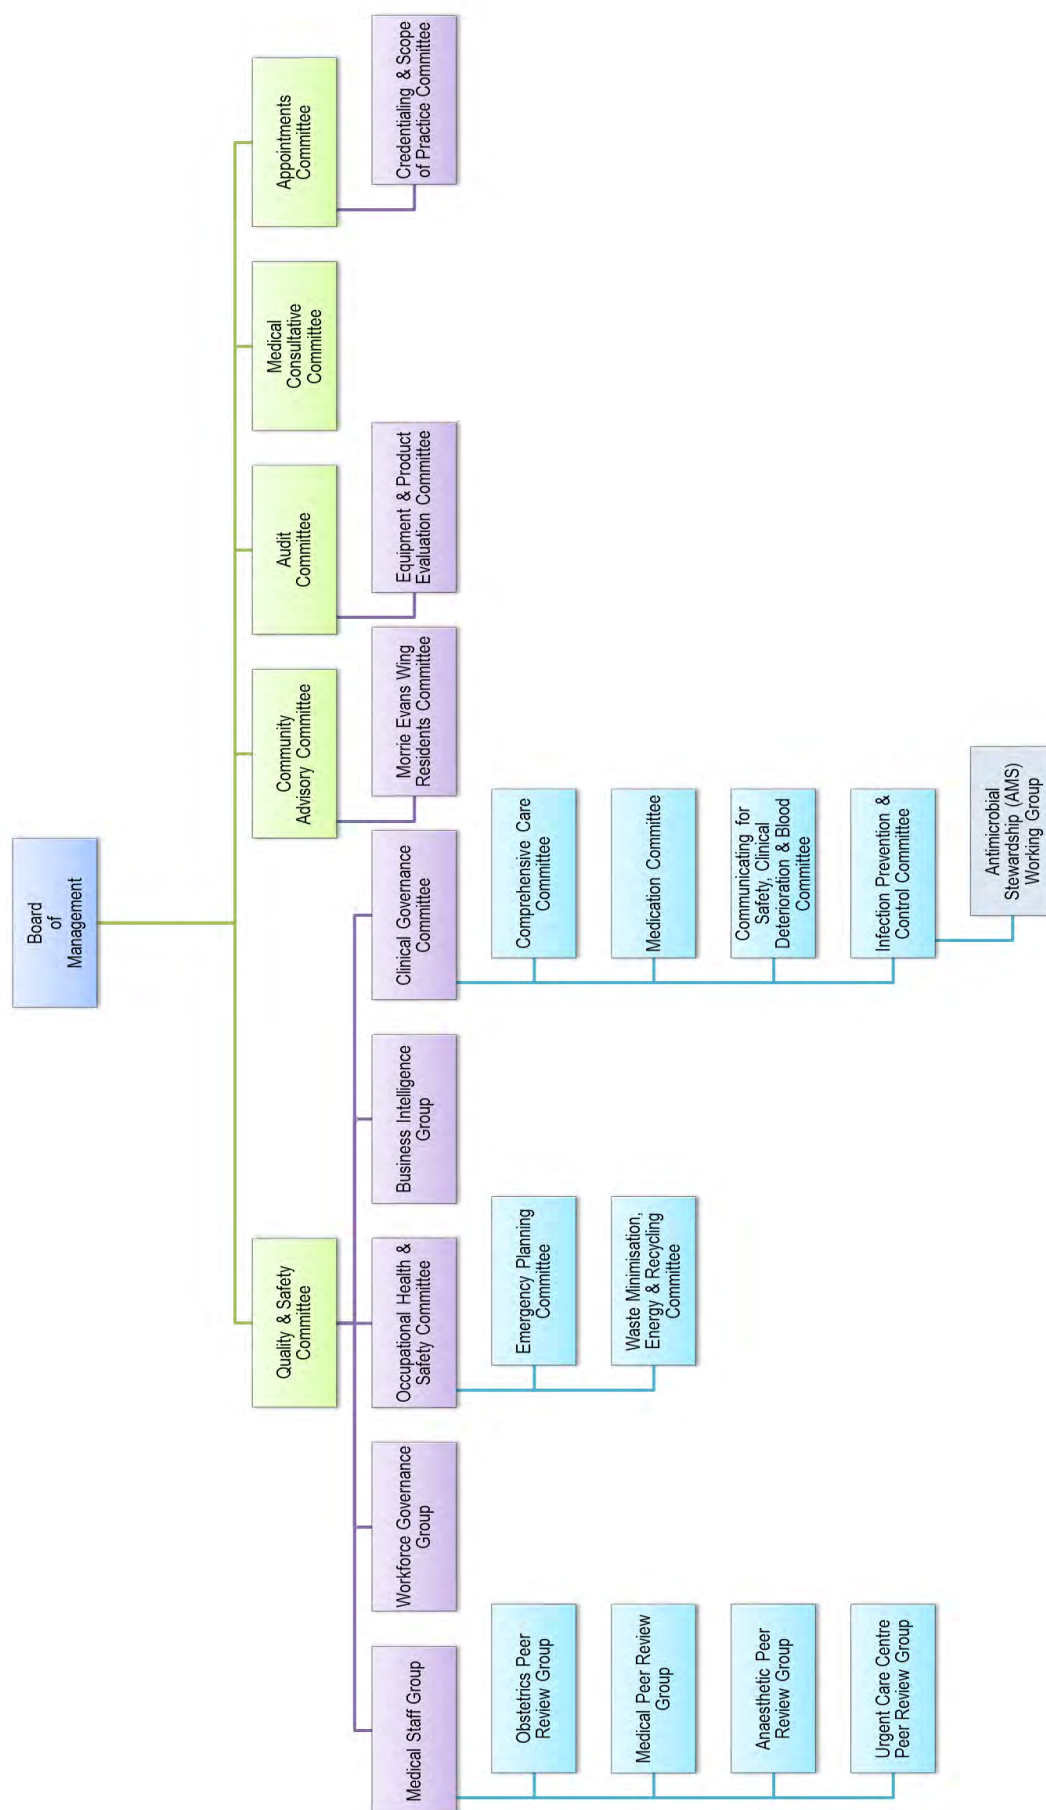 Board
of
Management
Quality & Safety
Committee
Community
Advisory Committee
Audit
Committee
Medical
Consultative
Committee
Appointments
Committee
Medical Staff Group
Workforce Governance
Group
Occupational Health &
Safety Committee
Business Intelligence
Group
Clinical Governance
Committee
Morrie Evans Wing
Residents Committee
Equipment & Product
Evaluation Committee
Credentialing & Scope
of Practice Committee
Obstetrics Peer
Review Group
Medical Peer Review
Group
Anaesthetic Peer
Review Group
Urgent Care Centre
Peer Review Group
Emergency Planning
Committee
Waste Minimisation,
Energy & Recycling
Committee
Comprehensive Care
Committee
Medication Committee
Communicating for
Safety, Clinical
Deterioration & Blood
Committee
Infection Prevention &
Control Committee
Antimicrobial
Stewardship (AMS)
Working Group